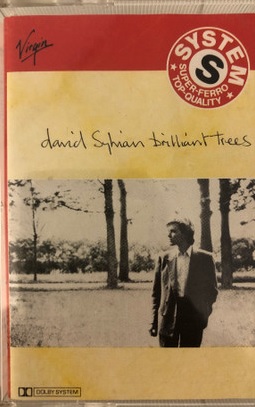 Virgin
SYSTEM
S
SUPER-FERRO
TOP-QUALITY
david Sylvian brilliant trees
DOLBY SYSTEM